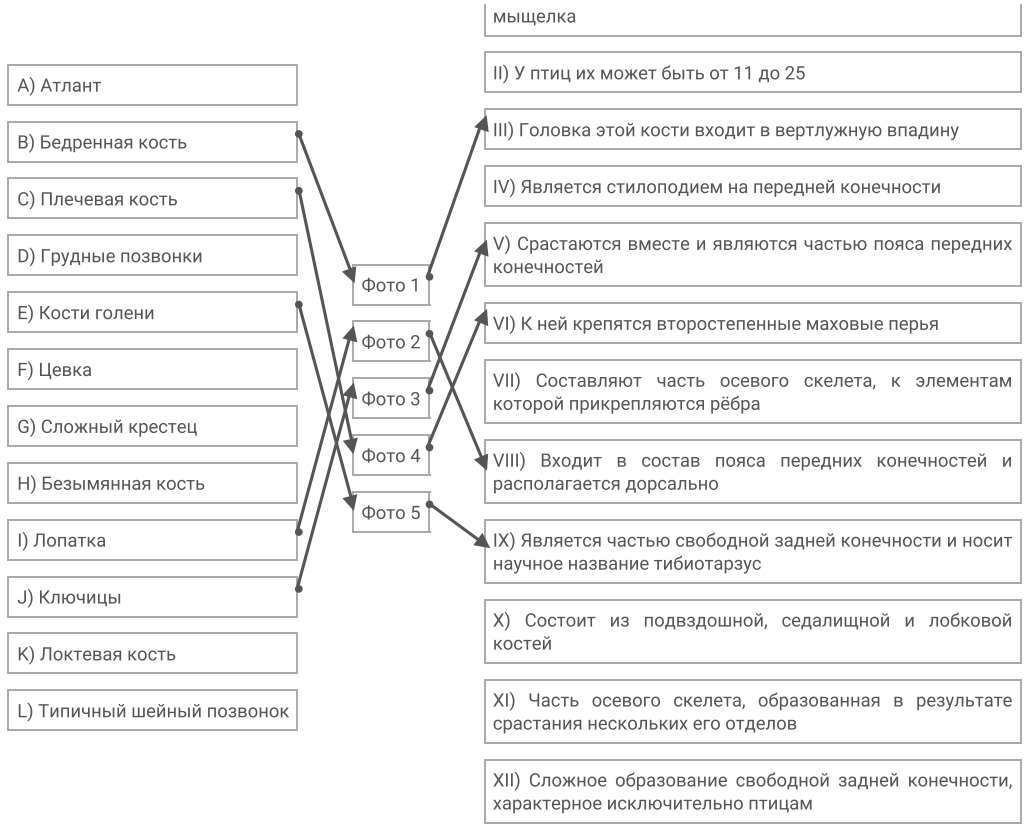 A) Атлант
B) Бедренная кость
C) Плечевая кость
D) Грудные позвонки
E) Кости голени
F) Цевка
G) Сложный крестец
H) Безымянная кость
I) Лопатка
J) Ключицы
K) Локтевая кость
L) Типичный шейный позвонок
Фото 1
Фото 2
Фото 3
Фото 4
Фото 5
мыщелка
II) У птиц их может быть от 11 до 25
III) Головка этой кости входит в вертлужную впадину
IV) Является стилоподием на передней конечности
V) Срастаются вместе и являются частью пояса передних
конечностей
VI) К ней крепятся второстепенные маховые перья
VII) Составляют часть осевого скелета, к элементам
которой прикрепляются рёбра
VIII) Входит в состав пояса передних конечностей и
располагается дорсально
IX) Является частью свободной задней конечности и носит
научное название тибиотарзус
X) Состоит из подвздошной, седалищной и лобковой
костей
XI) Часть осевого скелета, образованная в результате
срастания нескольких его отделов
XII) Сложное образование свободной задней конечности,
характерное исключительно птицам